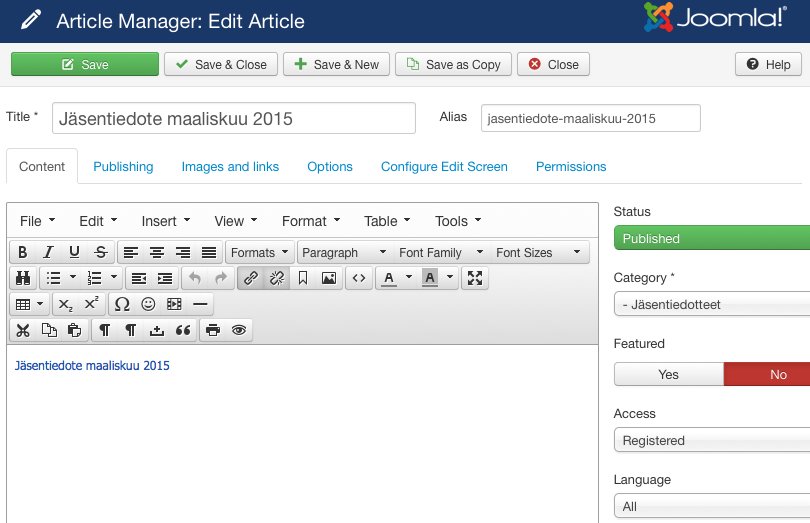 Article Manager: Edit Article
Joomla!®
Save
Save & Close
Save & New
Save as Copy
Close
Help
Title *
Jäsentiedote maaliskuu 2015
Alias
jasentiedote-maaliskuu-2015
Content
Publishing
Images and links
Options
Configure Edit Screen
Permissions
File
Edit
Insert
View
Format
Table
Tools
B I U S
Formats
Paragraph
Font Family
Font Sizes
A
A
Jäsentiedote maaliskuu 2015
Status
Published
Category *
- Jäsentiedotteet
Featured
Yes
No
Access
Registered
Language
All